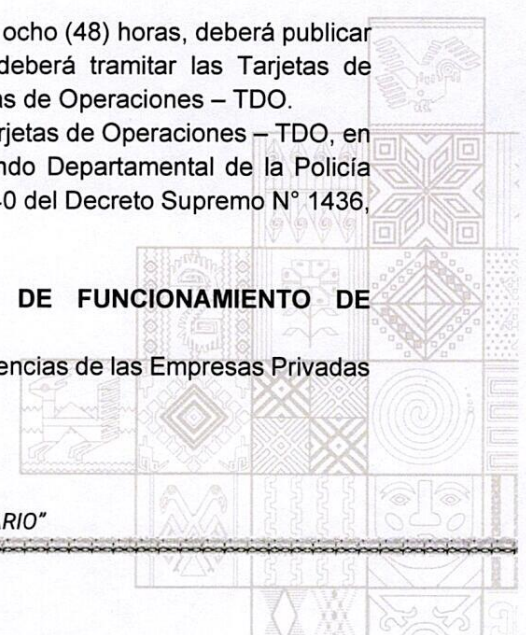 ocho (48) horas, deberá publicar
deberá tramitar las Tarjetas de
as de Operaciones – TDO.
rjetas de Operaciones – TDO, en
ndo Departamental de la Policía
40 del Decreto Supremo N° 1436,
DE FUNCIONAMIENTO DE
encias de las Empresas Privadas
RIO"